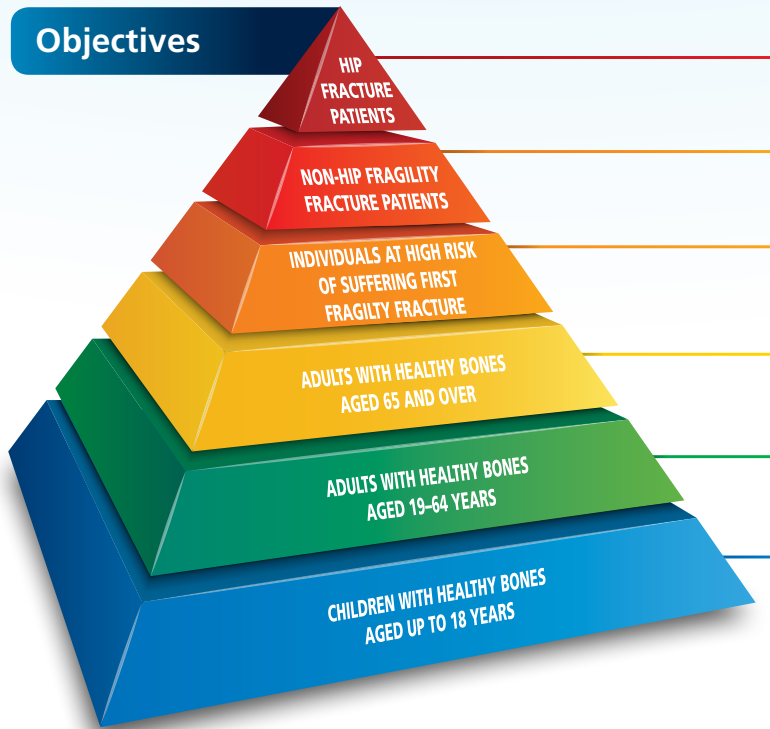 Objectives
HIP
FRACTURE
PATIENTS
NON-HIP FRAGILITY
FRACTURE PATIENTS
INDIVIDUALS AT HIGH RISK
OF SUFFERING FIRST
FRAGILTY FRACTURE
ADULTS WITH HEALTHY BONES
AGED 65 AND OVER
ADULTS WITH HEALTHY BONES
AGED 19–64 YEARS
CHILDREN WITH HEALTHY BONES
AGED UP TO 18 YEARS